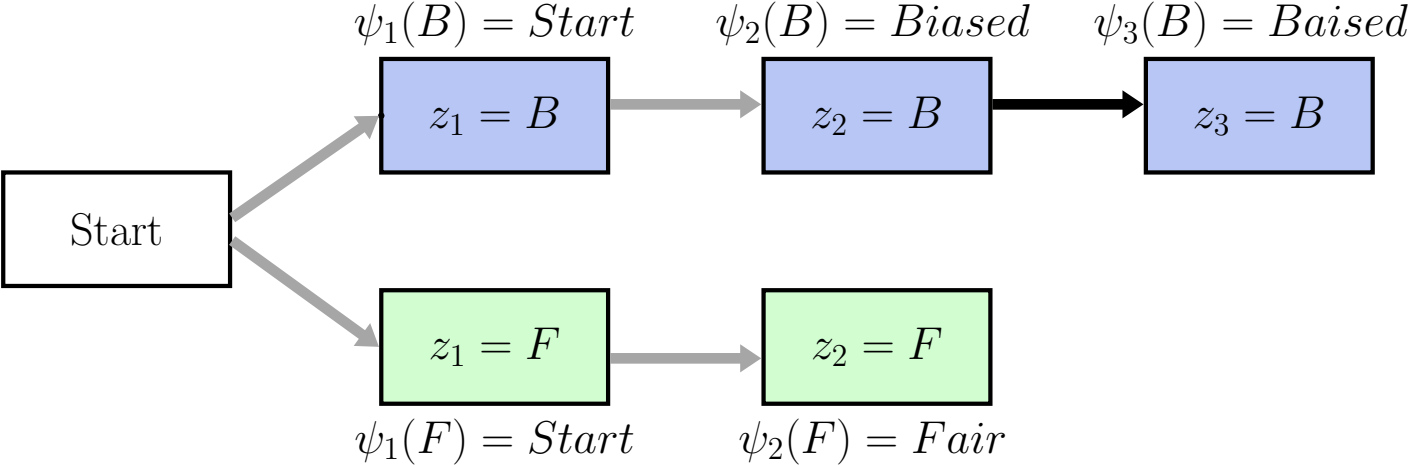 ψ₁(B) = Start
ψ₂(B) = Biased
ψ₃(B) = Baised
z₁ = B
z₂ = B
z₃ = B
Start
z₁ = F
z₂ = F
ψ₁(F) = Start
ψ₂(F) = Fair